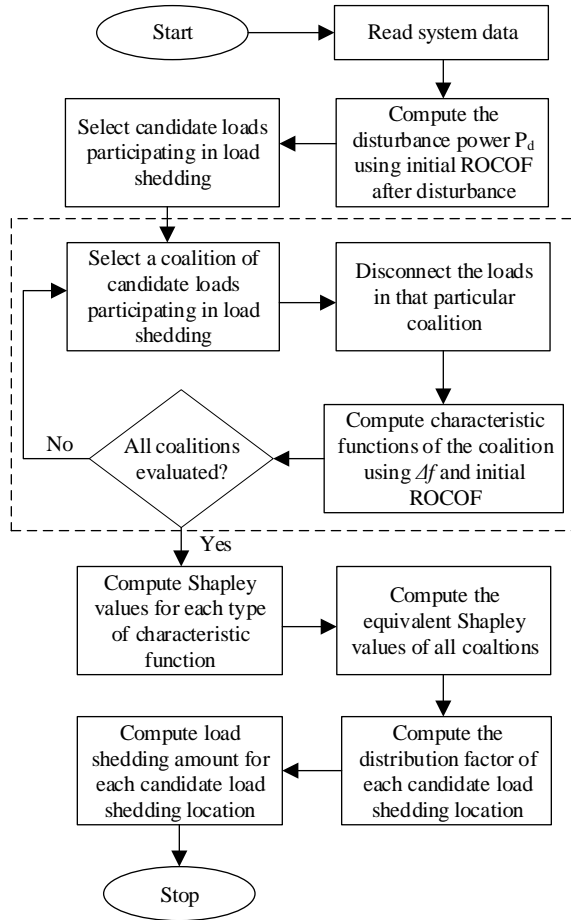 Start
Read system data
Compute the
disturbance power Pd
using initial ROCOF
after disturbance
Select candidate loads
participating in load
shedding
Select a coalition of
candidate loads
participating in load
shedding
Disconnect the loads
in that particular
coalition
Compute characteristic
functions of the coalition
using Δf and initial
ROCOF
All coalitions
evaluated?
No
Yes
Compute Shapley
values for each type
of characteristic
function
Compute the
equivalent Shapley
values of all coaltions
Compute the
distribution factor of
each candidate load
shedding location
Compute load
shedding amount for
each candidate load
shedding location
Stop